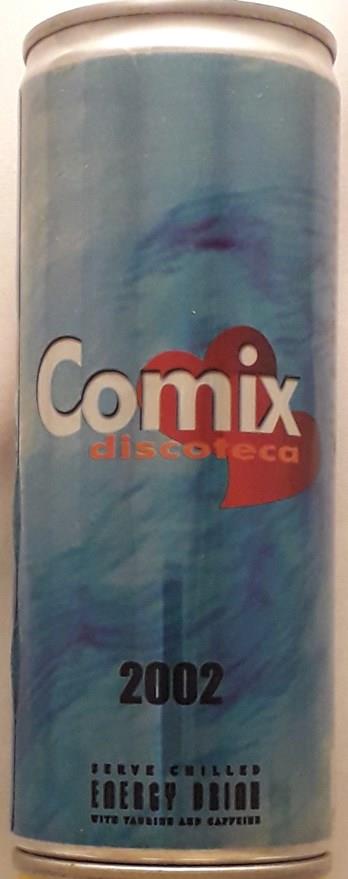 Comix
discoteca
2002
SERVE CHILLED
ENERGY DRINK
WITH TAURINE AND CAFFEINE